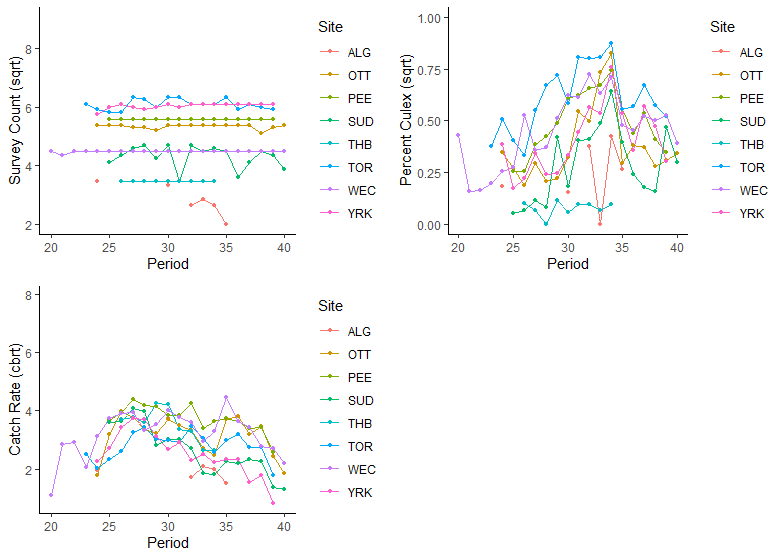 Survey Count (sqrt)
8
6
4
2
20 25 30 35 40
Period
Site
ALG
OTT
PEE
SUD
THB
TOR
WEC
YRK
Percent Culex (sqrt)
1.00
0.75
0.50
0.25
0.00
20 25 30 35 40
Period
Site
ALG
OTT
PEE
SUD
THB
TOR
WEC
YRK
Catch Rate (cbrt)
8
6
4
2
20 25 30 35 40
Period
Site
ALG
OTT
PEE
SUD
THB
TOR
WEC
YRK